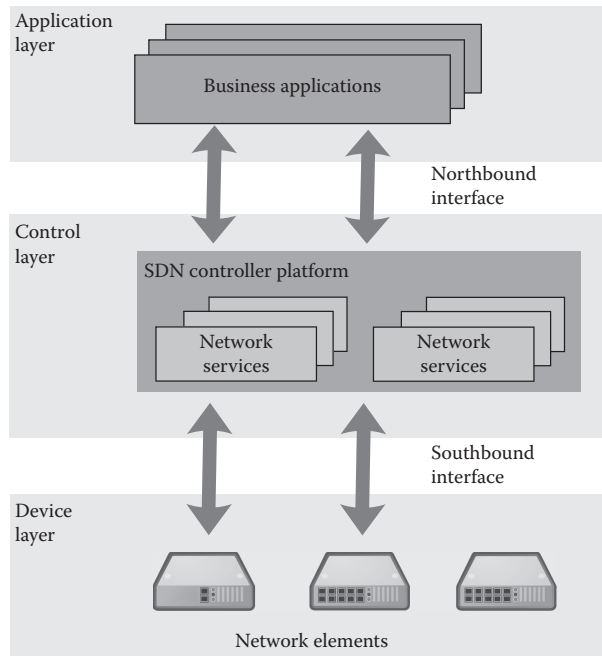 Application
layer
Business applications
Northbound
interface
Control
layer
SDN controller platform
Network
services
Network
services
Southbound
interface
Device
layer
Network elements